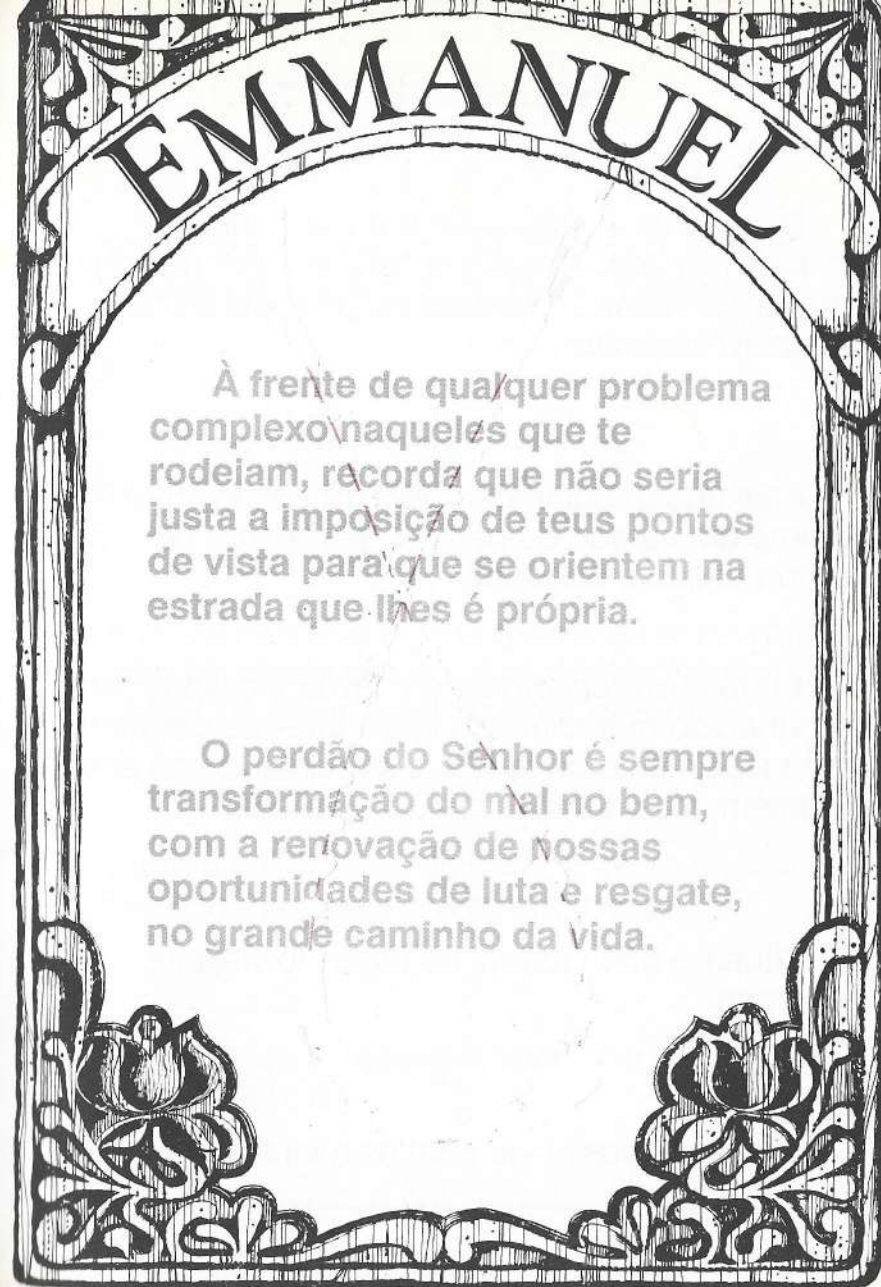 EMMANUEL
À frente de qualquer problema
complexo naqueles que te
rodeiam, recorda que não seria
justa a imposição de teus pontos
de vista para que se orientem na
estrada que lhes é própria.
O perdão do Senhor é sempre
transformação do mal no bem,
com a renovação de nossas
oportunidades de luta e resgate,
no grande caminho da vida.